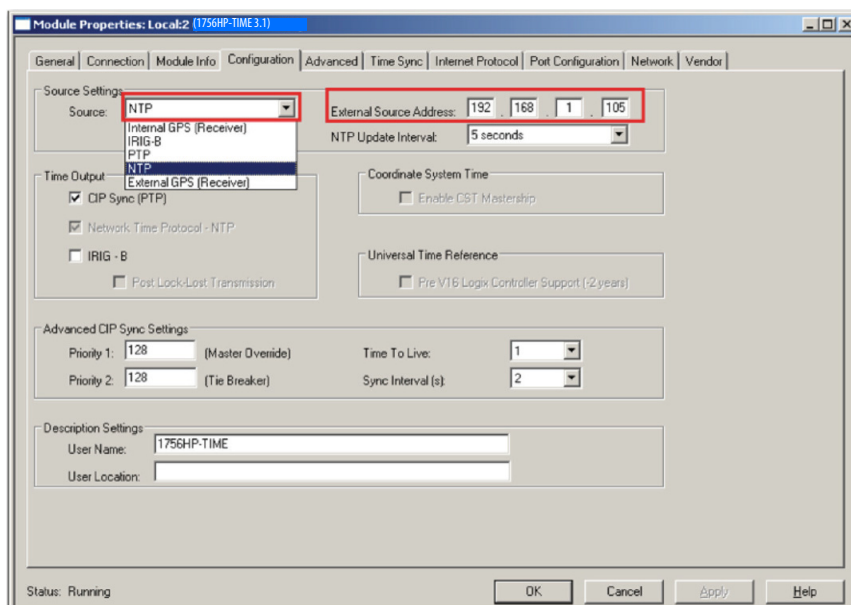 Module Properties: Local:2 (1756HP-TIME 3.1)
General Connection Module Info Configuration Advanced Time Sync Internet Protocol Port Configuration Network Vendor
Source Settings
Source: NTP
External Source Address: 192 . 168 . 1 . 105
Internal GPS (Receiver)
IRIG-B
PTP
NTP
External GPS (Receiver)
NTP Update Interval: 5 seconds
Time Output
CIP Sync (PTP)
Network Time Protocol - NTP
IRIG - B
Post Lock-Lost Transmission
Coordinate System Time
Enable CST Mastership
Universal Time Reference
Pre V16 Logix Controller Support (-2 years)
Advanced CIP Sync Settings
Priority 1: 128 (Master Override)
Time To Live: 1
Priority 2: 128 (Tie Breaker)
Sync Interval (s): 2
Description Settings
User Name: 1756HP-TIME
User Location:
Status: Running
OK Cancel Apply Help